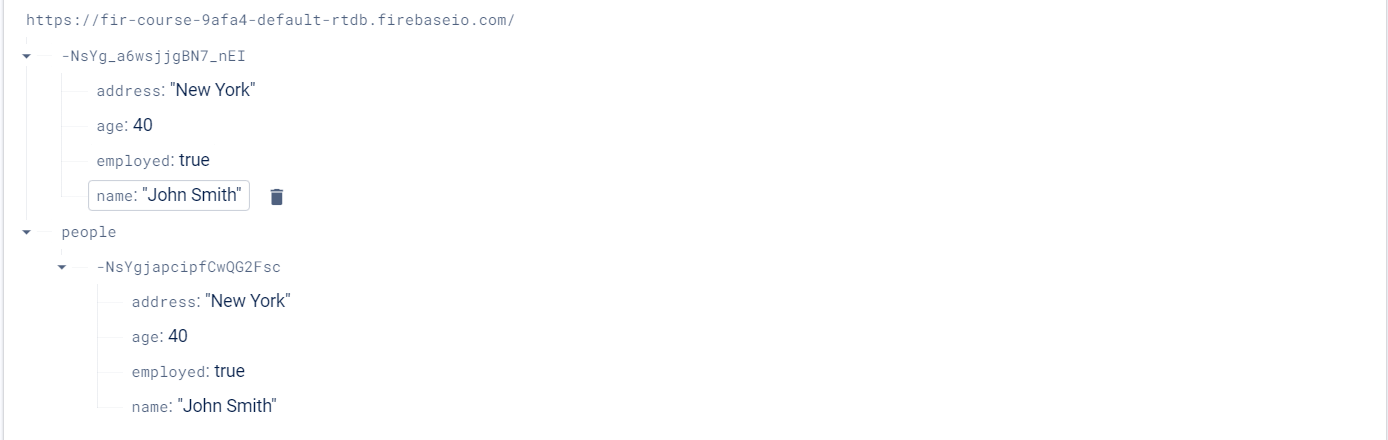 https://fir-course-9afa4-default-rtdb.firebaseio.com/
-NsYg_a6wsjjgBN7_nEI
address: "New York"
age: 40
employed: true
name: "John Smith"
people
-NsYgjapcipfCwQG2Fsc
address: "New York"
age: 40
employed: true
name: "John Smith"